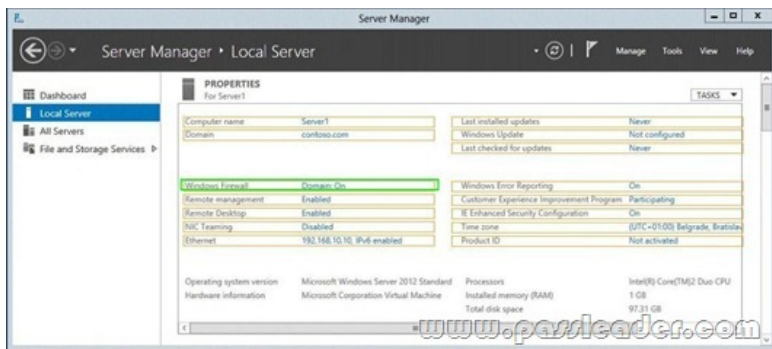 Server Manager
Server Manager • Local Server
Manage Tools View Help
Dashboard
Local Server
All Servers
File and Storage Services
PROPERTIES
For Server1
TASKS
Computer name Server1
Domain contoso.com
Last installed updates Never
Windows Update Not configured
Last checked for updates Never
Windows Firewall Domain: On
Remote management Enabled
Remote Desktop Enabled
NIC Teaming Disabled
Ethernet 192.168.10.10, IPv6 enabled
Windows Error Reporting On
Customer Experience Improvement Program Participating
IE Enhanced Security Configuration On
Time zone (UTC+01:00) Belgrade, Bratislav
Product ID Not activated
Operating system version Microsoft Windows Server 2012 Standard
Hardware information Microsoft Corporation Virtual Machine
Processors Intel(R) Core(TM)2 Duo CPU
Installed memory (RAM) 1 GB
Total disk space 97.31 GB
www.passleader.com